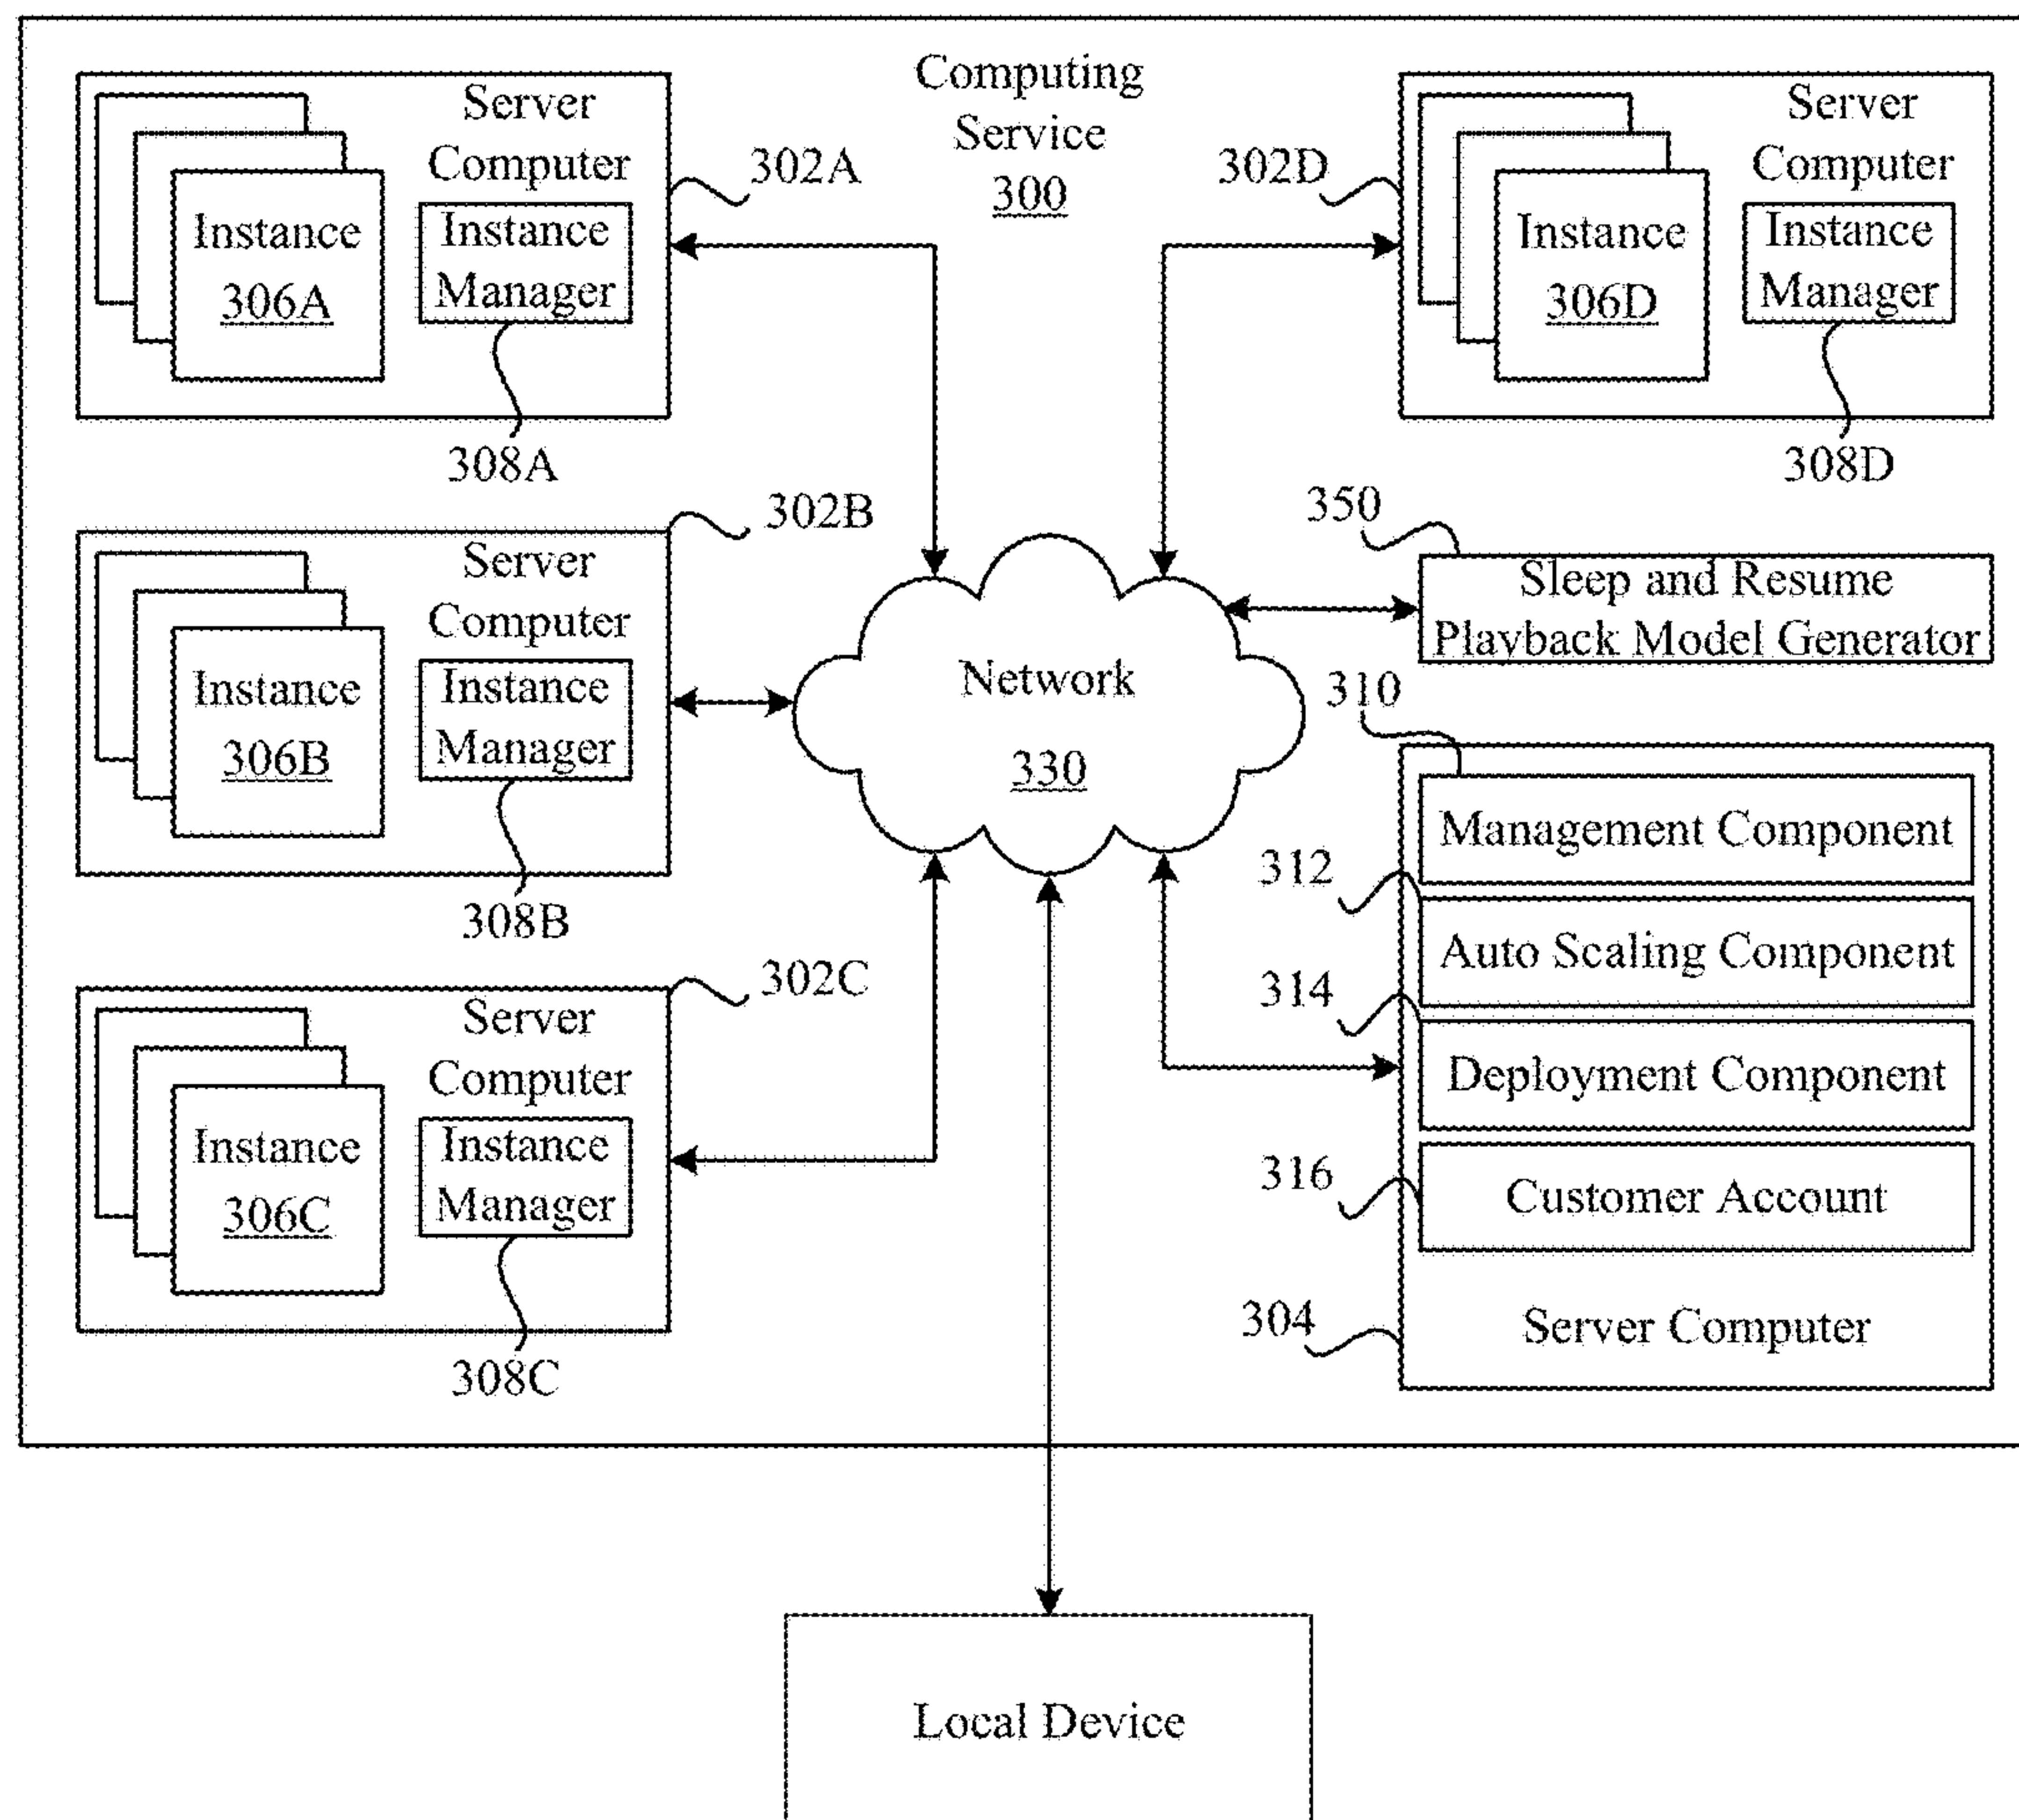 Computing
Service
300
Server
Computer
302A
Instance
306A
Instance
Manager
308A
Server
Computer
302D
Instance
306D
Instance
Manager
308D
302B
Server
Computer
Instance
306B
Instance
Manager
308B
350
Sleep and Resume
Playback Model Generator
Network
330
310
Management Component
312
Auto Scaling Component
314
Deployment Component
316
Customer Account
304
Server Computer
302C
Server
Computer
Instance
306C
Instance
Manager
308C
Local Device